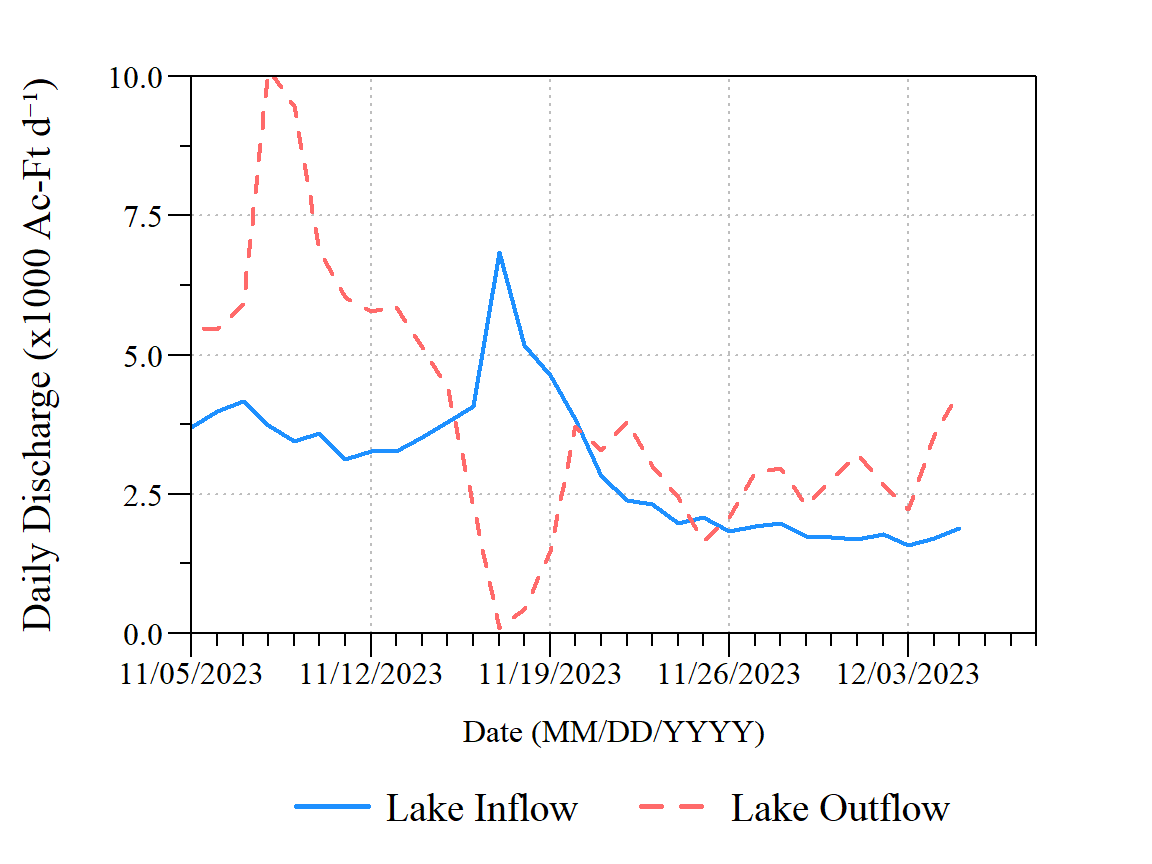 Daily Discharge (x1000 Ac-Ft d⁻¹)
10.0
7.5
5.0
2.5
0.0
11/05/2023 11/12/2023 11/19/2023 11/26/2023 12/03/2023
Date (MM/DD/YYYY)
Lake Inflow Lake Outflow